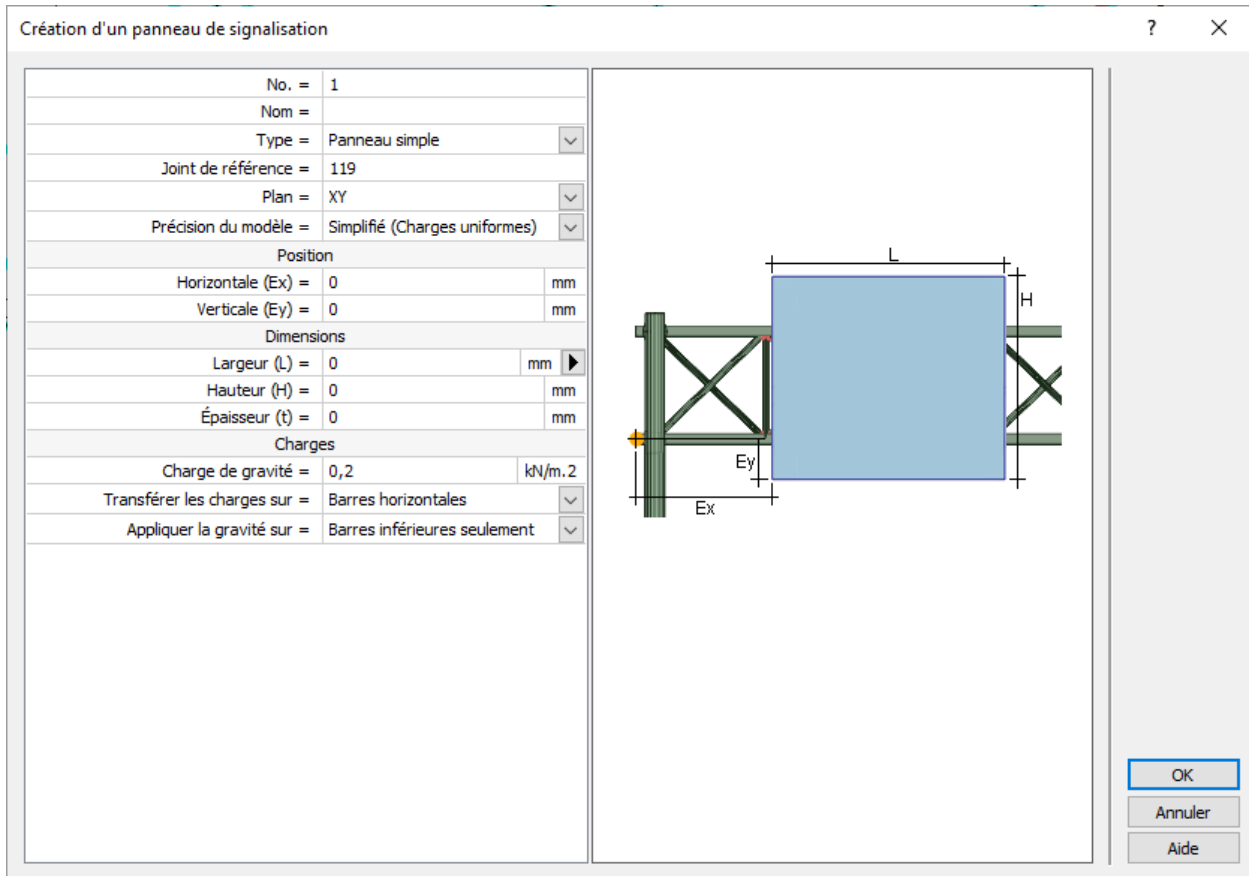 Création d'un panneau de signalisation ?
No. = 1
Nom =
Type = Panneau simple
Joint de référence = 119
Plan = XY
Précision du modèle = Simplifié (Charges uniformes)
Position
Horizontale (Ex) = 0 mm
Verticale (Ey) = 0 mm
Dimensions
Largeur (L) = 0 mm
Hauteur (H) = 0 mm
Épaisseur (t) = 0 mm
Charges
Charge de gravité = 0,2 kN/m.2
Transférer les charges sur = Barres horizontales
Appliquer la gravité sur = Barres inférieures seulement
L
H
Ey
Ex
OK
Annuler
Aide